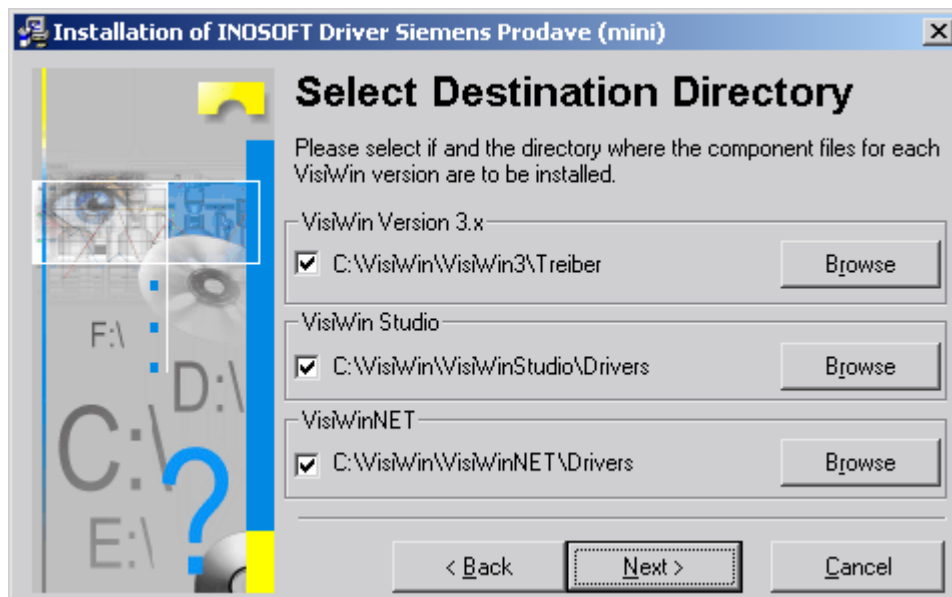 Installation of INOSOFT Driver Siemens Prodave (mini)
Select Destination Directory
Please select if and the directory where the component files for each
VisiWin version are to be installed.
VisiWin Version 3.x
C:\VisiWin\VisiWin3\Treiber
Browse
VisiWin Studio
C:\VisiWin\VisiWinStudio\Drivers
Browse
VisiWinNET
C:\VisiWin\VisiWinNET\Drivers
Browse
F:\
D:\
C:\
?
E:\
< Back
Next >
Cancel